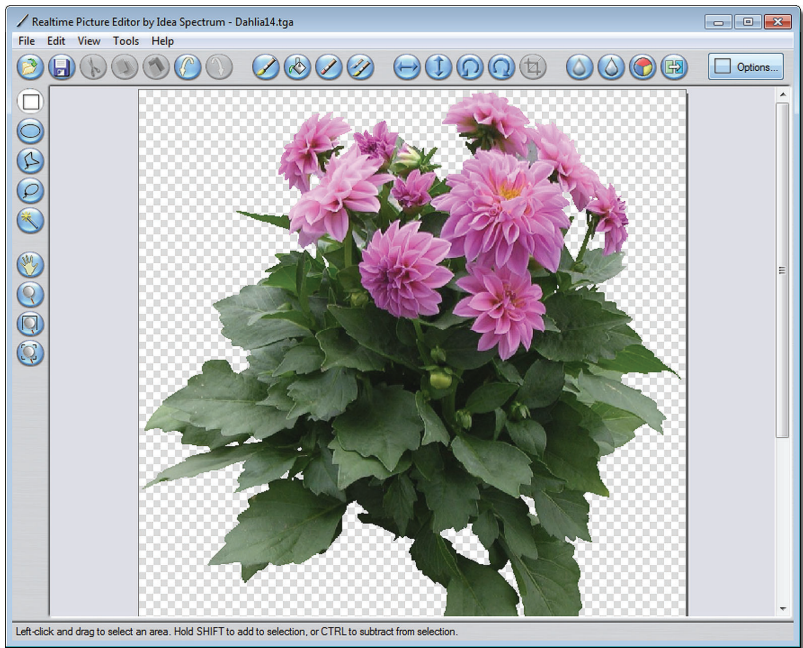 Realtime Picture Editor by Idea Spectrum - Dahlia14.tga
File Edit View Tools Help
Options...
Left-click and drag to select an area. Hold SHIFT to add to selection, or CTRL to subtract from selection.